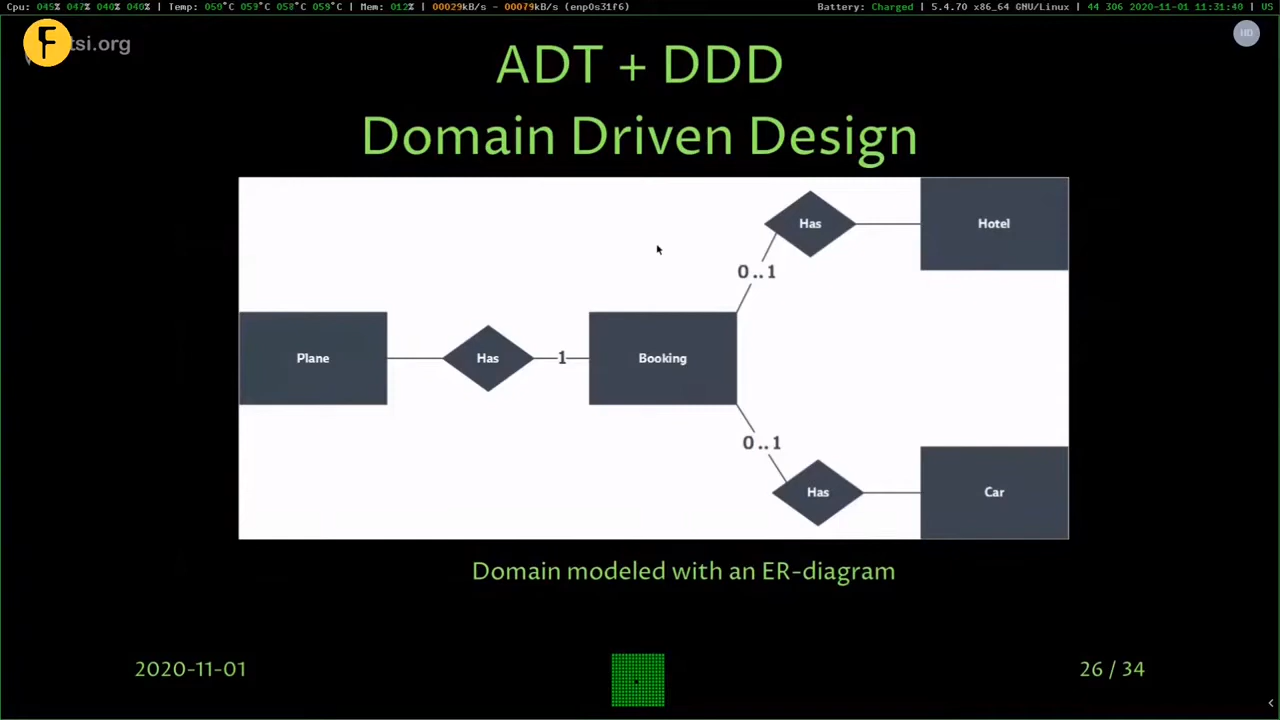 Cpu: 045% 047% 040% 040% | Temp: 059°C 059°C 058°C 059°C | Mem: 012% | 00029kB/s - 00079kB/s (enp0s31f6)
Battery: Charged | 5.4.70 x86_64 GNU/Linux | 44 306 2020-11-01 11:31:40 | US
tsi.org
HD
ADT + DDD
Domain Driven Design
Has
Hotel
0..1
Plane
Has
1
Booking
0..1
Has
Car
Domain modeled with an ER-diagram
2020-11-01
26 / 34